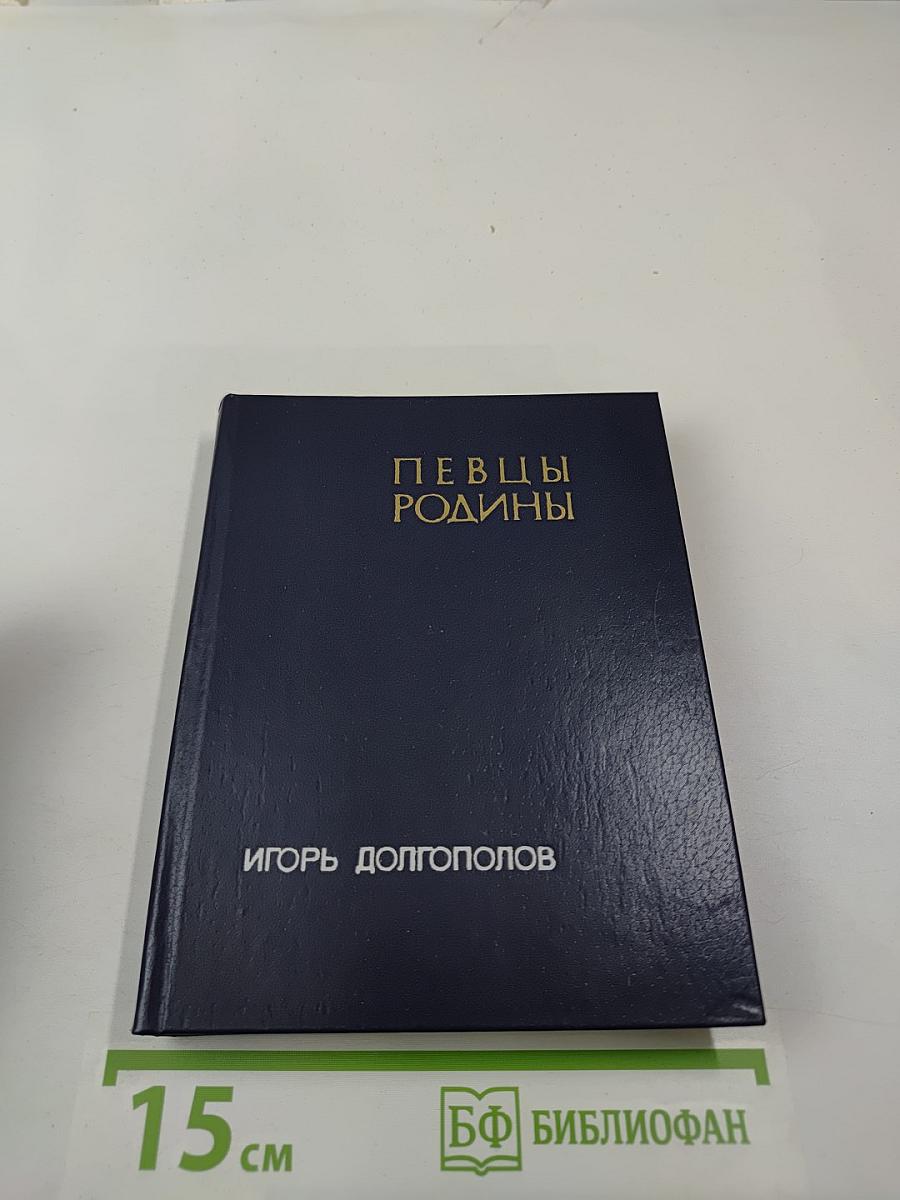 ПЕВЦЫ
РОДИНЫ
ИГОРЬ ДОЛГОПОЛОВ
15 см
БФ БИБЛИОФАН